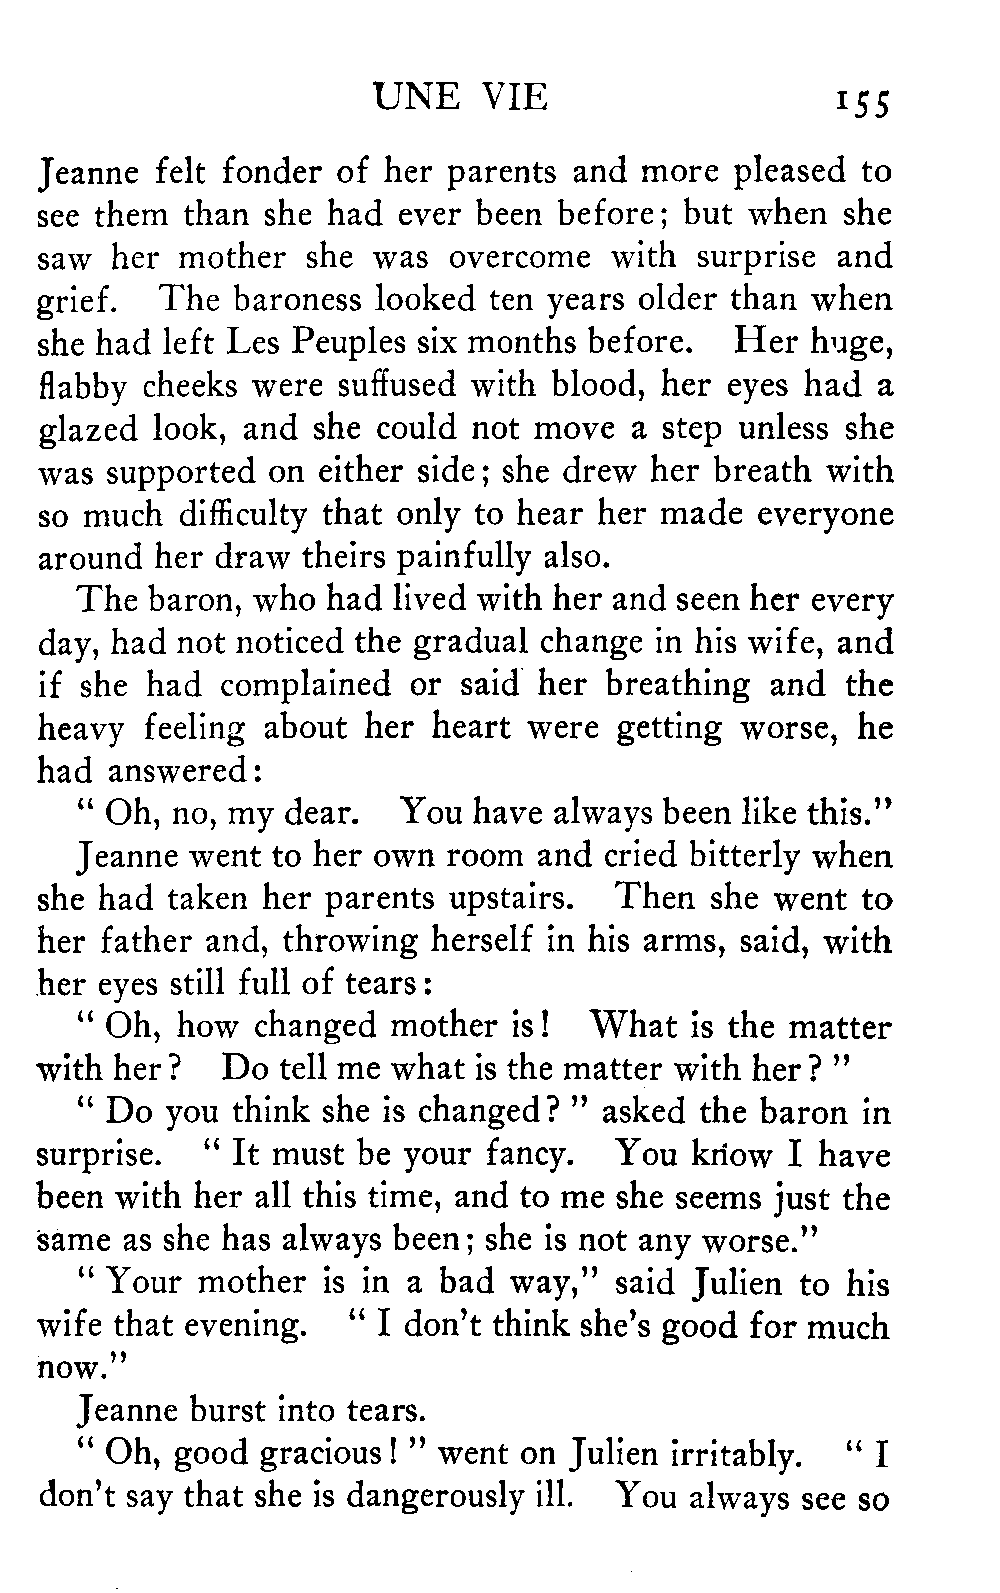 UNE VIE 155
Jeanne felt fonder of her parents and more pleased to
see them than she had ever been before; but when she
saw her mother she was overcome with surprise and
grief. The baroness looked ten years older than when
she had left Les Peuples six months before. Her huge,
flabby cheeks were suffused with blood, her eyes had a
glazed look, and she could not move a step unless she
was supported on either side; she drew her breath with
so much difficulty that only to hear her made everyone
around her draw theirs painfully also.
The baron, who had lived with her and seen her every
day, had not noticed the gradual change in his wife, and
if she had complained or said her breathing and the
heavy feeling about her heart were getting worse, he
had answered:
“ Oh, no, my dear. You have always been like this.”
Jeanne went to her own room and cried bitterly when
she had taken her parents upstairs. Then she went to
her father and, throwing herself in his arms, said, with
her eyes still full of tears:
“ Oh, how changed mother is! What is the matter
with her? Do tell me what is the matter with her? ”
“ Do you think she is changed? ” asked the baron in
surprise. “ It must be your fancy. You know I have
been with her all this time, and to me she seems just the
same as she has always been; she is not any worse.”
“ Your mother is in a bad way,” said Julien to his
wife that evening. “ I don’t think she’s good for much
now.”
Jeanne burst into tears.
“ Oh, good gracious! ” went on Julien irritably. “ I
don’t say that she is dangerously ill. You always see so